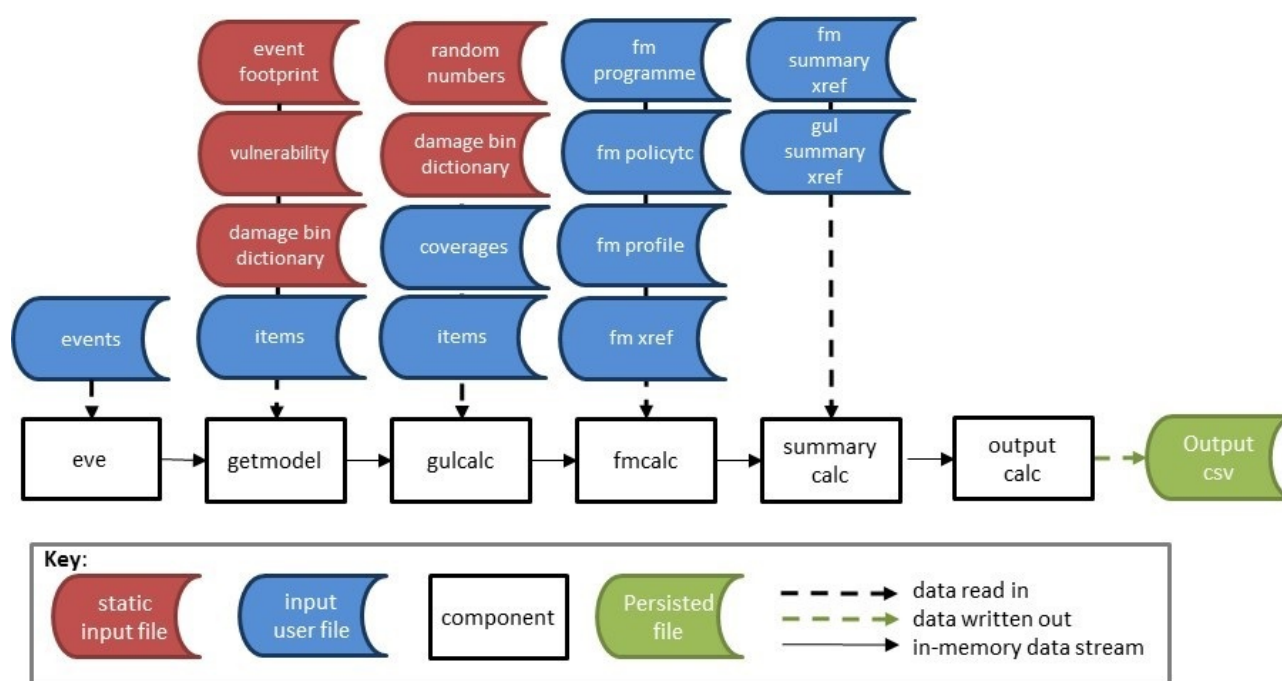 event
footprint
random
numbers
fm
programme
fm
summary
xref
vulnerability
damage bin
dictionary
fm policytc
gul
summary
xref
damage bin
dictionary
coverages
fm profile
events
items
items
fm xref
eve
getmodel
gulcalc
fmcalc
summary
calc
output
calc
Output
csv
Key:
static
input file
input
user file
component
Persisted
file
data read in
data written out
in-memory data stream